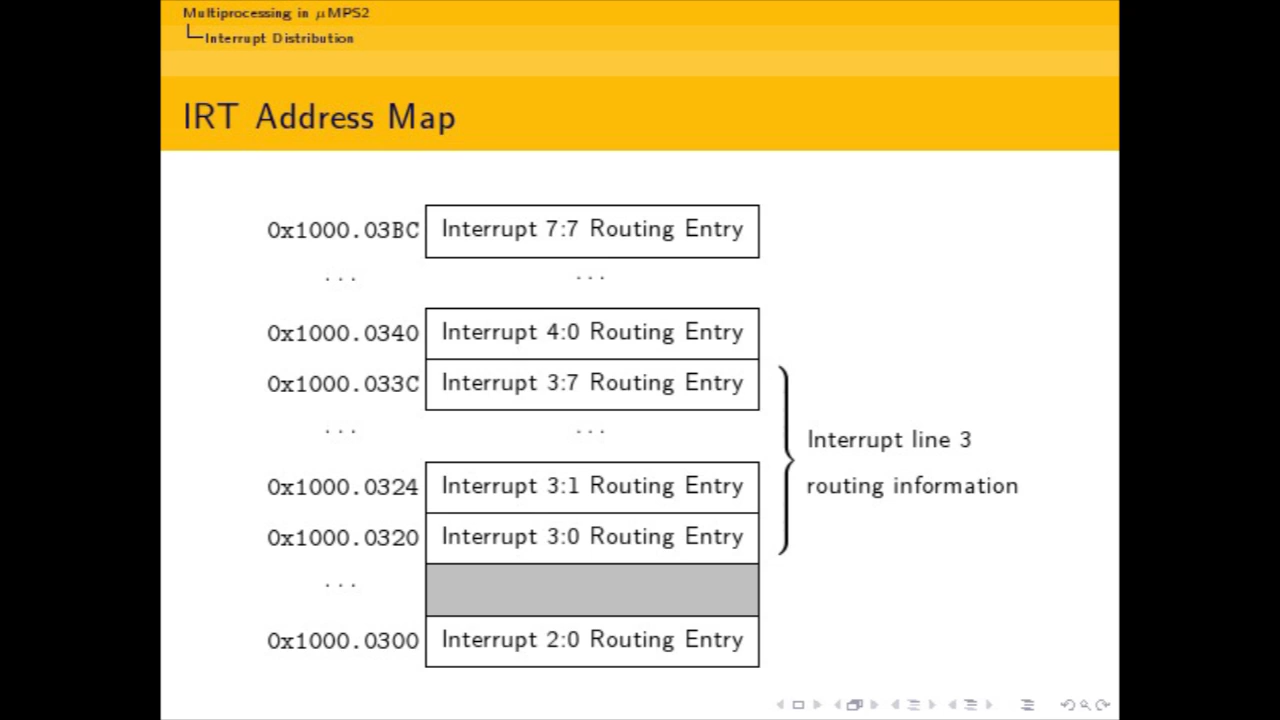 Multiprocessing in μMPS2
Interrupt Distribution
IRT Address Map
0x1000.03BC Interrupt 7:7 Routing Entry
... ...
0x1000.0340 Interrupt 4:0 Routing Entry
0x1000.033C Interrupt 3:7 Routing Entry
... ...
Interrupt line 3
routing information
0x1000.0324 Interrupt 3:1 Routing Entry
0x1000.0320 Interrupt 3:0 Routing Entry
...
0x1000.0300 Interrupt 2:0 Routing Entry